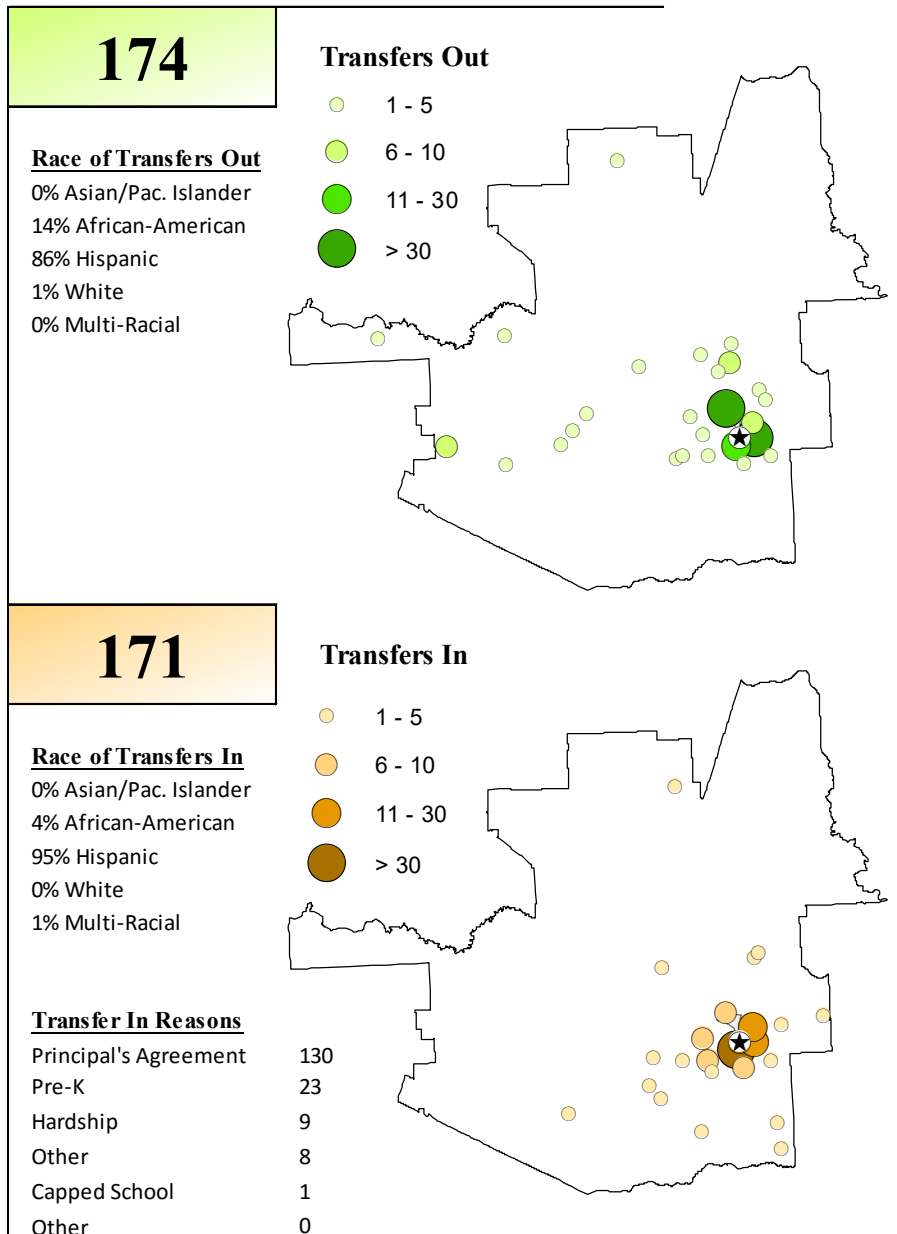 174
Transfers Out
1 - 5
6 - 10
11 - 30
> 30
Race of Transfers Out
0% Asian/Pac. Islander
14% African-American
86% Hispanic
1% White
0% Multi-Racial
171
Transfers In
1 - 5
6 - 10
11 - 30
> 30
Race of Transfers In
0% Asian/Pac. Islander
4% African-American
95% Hispanic
0% White
1% Multi-Racial
Transfer In Reasons
Principal's Agreement 130
Pre-K 23
Hardship 9
Other 8
Capped School 1
Other 0